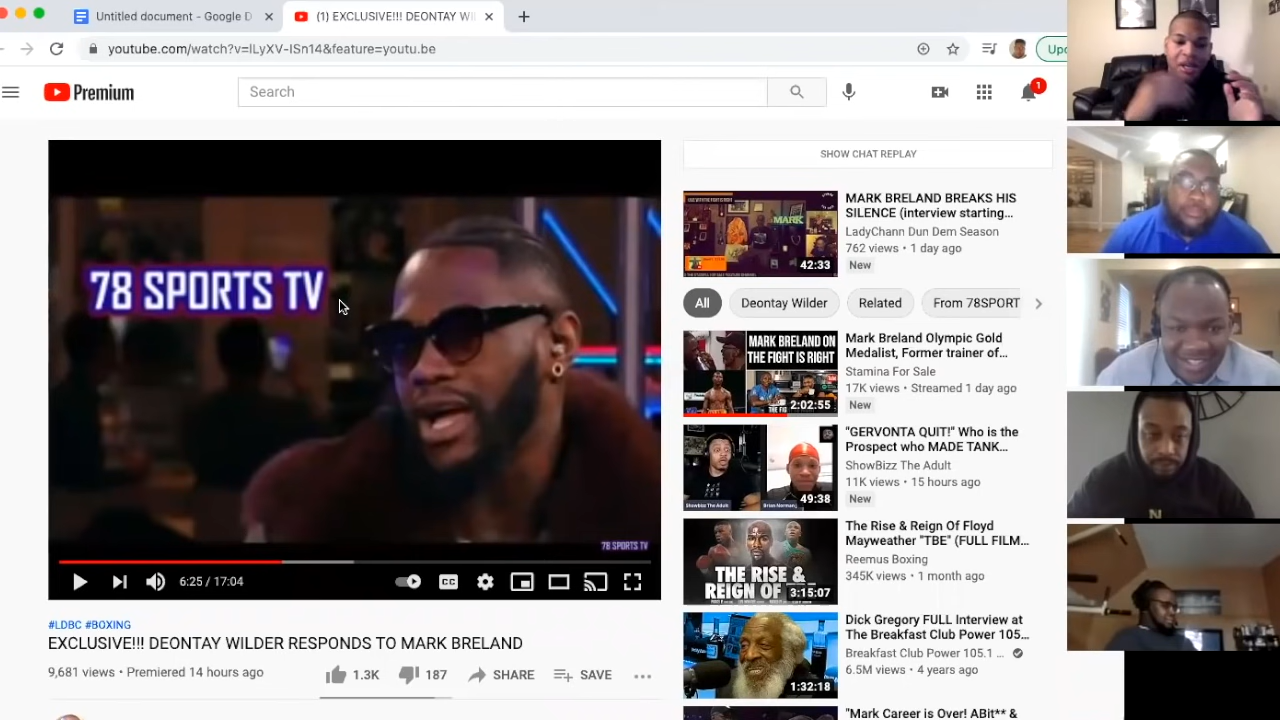 Untitled document - Google D
(1) EXCLUSIVE!!! DEONTAY WI
youtube.com/watch?v=lLyXV-ISn14&feature=youtu.be
Premium
Search
1
SHOW CHAT REPLAY
78 SPORTS TV
78 SPORTS TV
6:25 / 17:04
CC
#LDBC #BOXING
EXCLUSIVE!!! DEONTAY WILDER RESPONDS TO MARK BRELAND
9,681 views • Premiered 14 hours ago
1.3K
187
SHARE
SAVE
MARK
42:33
MARK BRELAND BREAKS HIS
SILENCE (interview starting...
LadyChann Dun Dem Season
762 views • 1 day ago
New
All
Deontay Wilder
Related
From 78SPORT
MARK BRELAND ON
THE FIGHT IS RIGHT
2:02:55
Mark Breland Olympic Gold
Medalist, Former trainer of...
Stamina For Sale
17K views • Streamed 1 day ago
New
Showbizz The Adult
49:38
"GERVONTA QUIT!" Who is the
Prospect who MADE TANK...
ShowBizz The Adult
11K views • 15 hours ago
New
THE RISE &
REIGN OF
3:15:07
The Rise & Reign Of Floyd
Mayweather "TBE" (FULL FILM...
Reemus Boxing
345K views • 1 month ago
1:32:18
Dick Gregory FULL Interview at
The Breakfast Club Power 105...
Breakfast Club Power 105.1 ...
6.5M views • 4 years ago
"Mark Career is Over! ABit** &